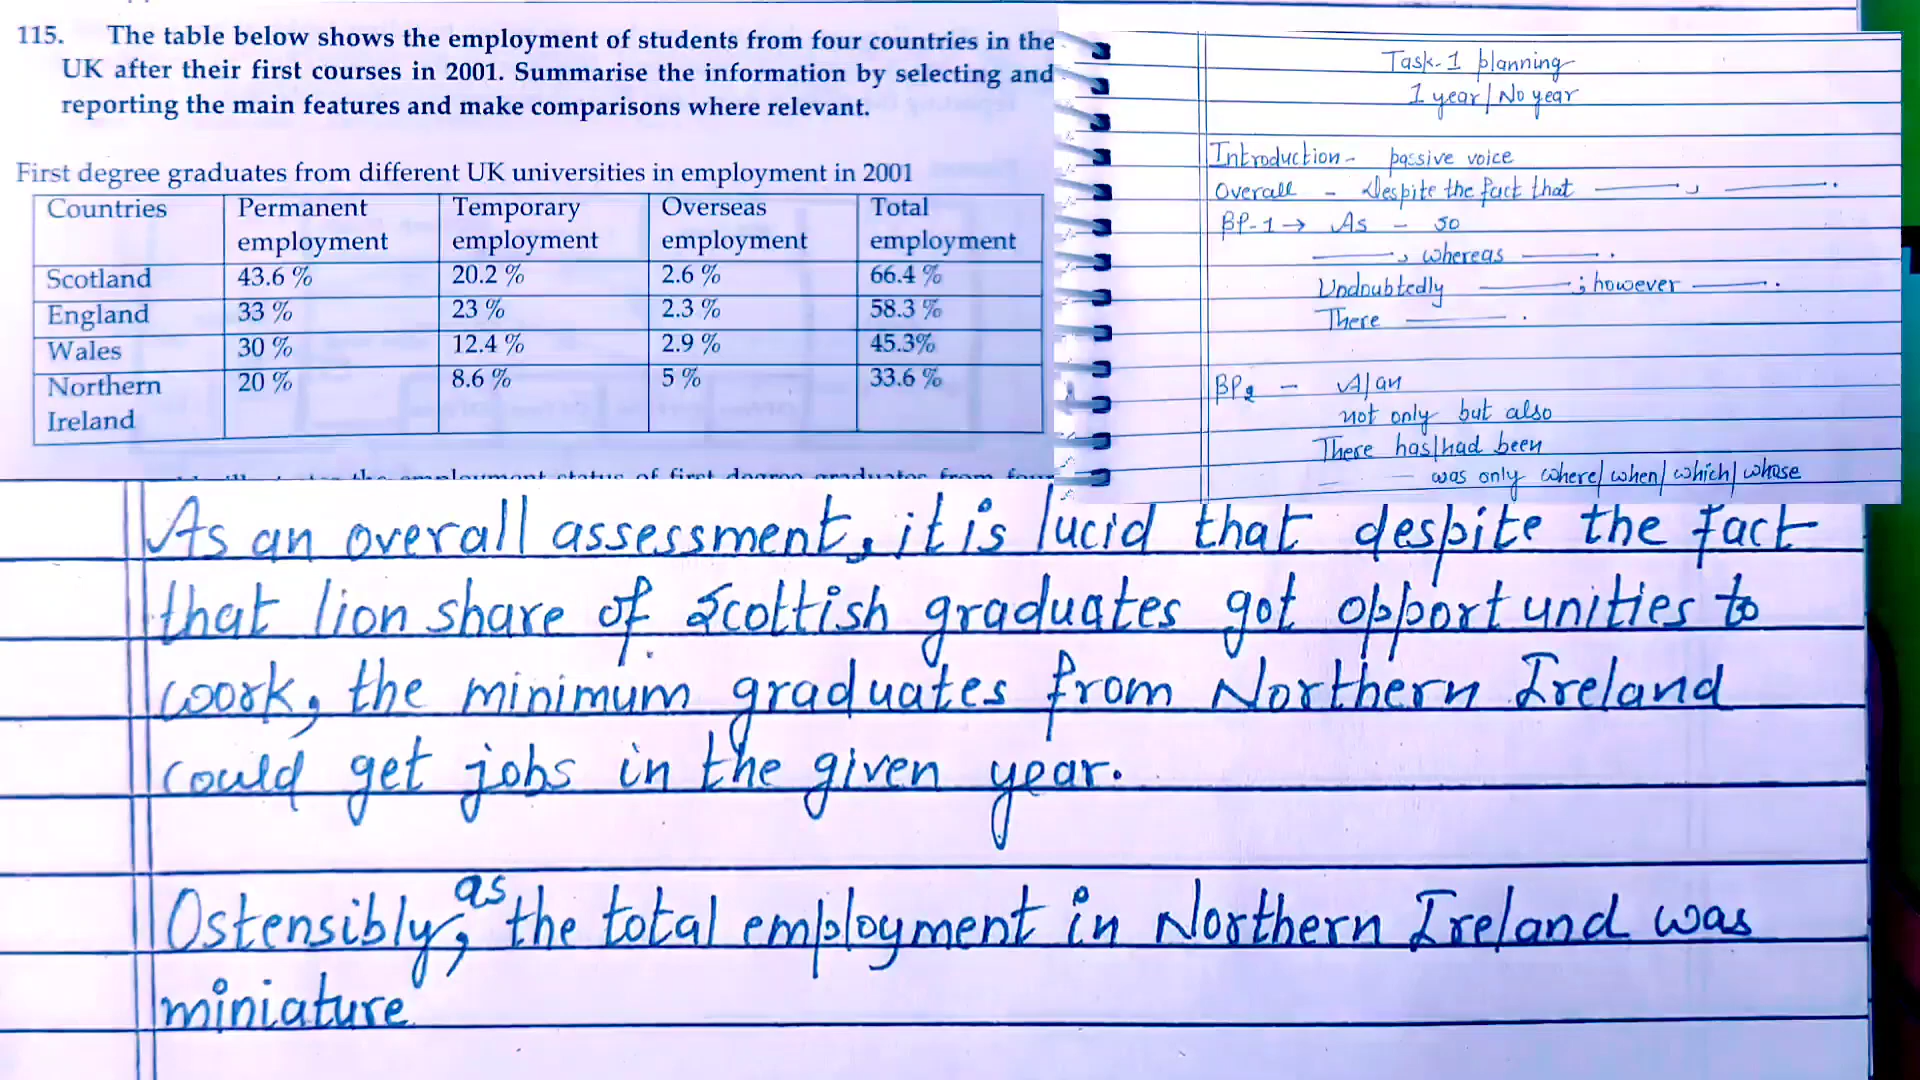 115. The table below shows the employment of students from four countries in the
UK after their first courses in 2001. Summarise the information by selecting and
reporting the main features and make comparisons where relevant.
First degree graduates from different UK universities in employment in 2001
Countries Permanent employment Temporary employment Overseas employment Total employment
Scotland 43.6 % 20.2 % 2.6 % 66.4 %
England 33 % 23 % 2.3 % 58.3 %
Wales 30 % 12.4 % 2.9 % 45.3%
Northern Ireland 20 % 8.6 % 5 % 33.6 %
the employment status of first degree graduates from four
Task-1 planning
1 year/No year
Introduction - passive voice
Overall - despite the fact that ———, ———.
BP-1 → As - so
———, whereas ———.
Undoubtedly ———; however ———.
There ———.
BP2 - A/an
not only but also
There has/had been
— — was only where/when/which/whose
As an overall assessment, it is lucid that despite the fact
that lion share of Scottish graduates got opportunities to
work, the minimum graduates from Northern Ireland
could get jobs in the given year.
Ostensibly, as the total employment in Northern Ireland was
miniature